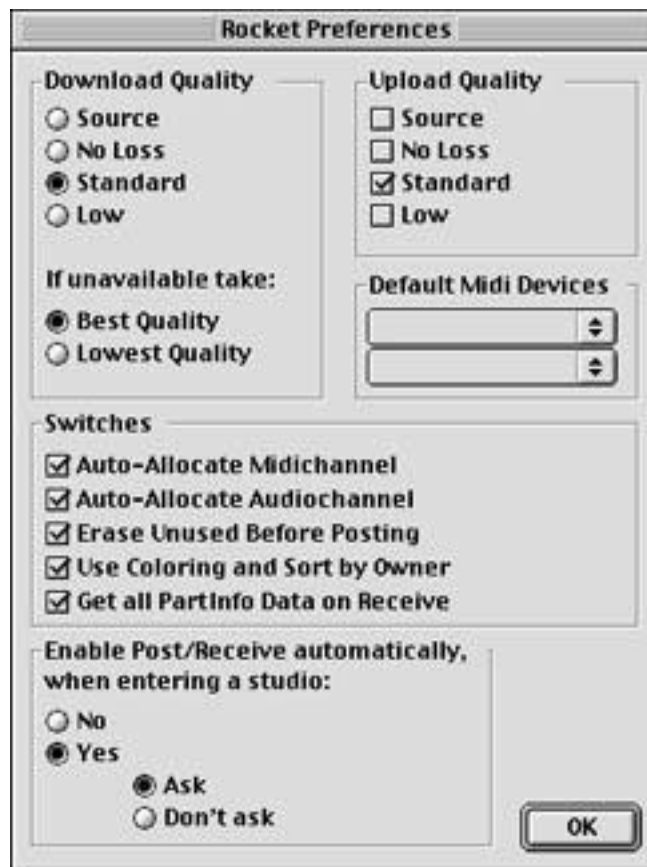 Rocket Preferences
Download Quality
Source
No Loss
Standard
Low
If unavailable take:
Best Quality
Lowest Quality
Upload Quality
Source
No Loss
Standard
Low
Default Midi Devices
Switches
Auto-Allocate Midichannel
Auto-Allocate Audiochannel
Erase Unused Before Posting
Use Coloring and Sort by Owner
Get all PartInfo Data on Receive
Enable Post/Receive automatically,
when entering a studio:
No
Yes
Ask
Don't ask
OK